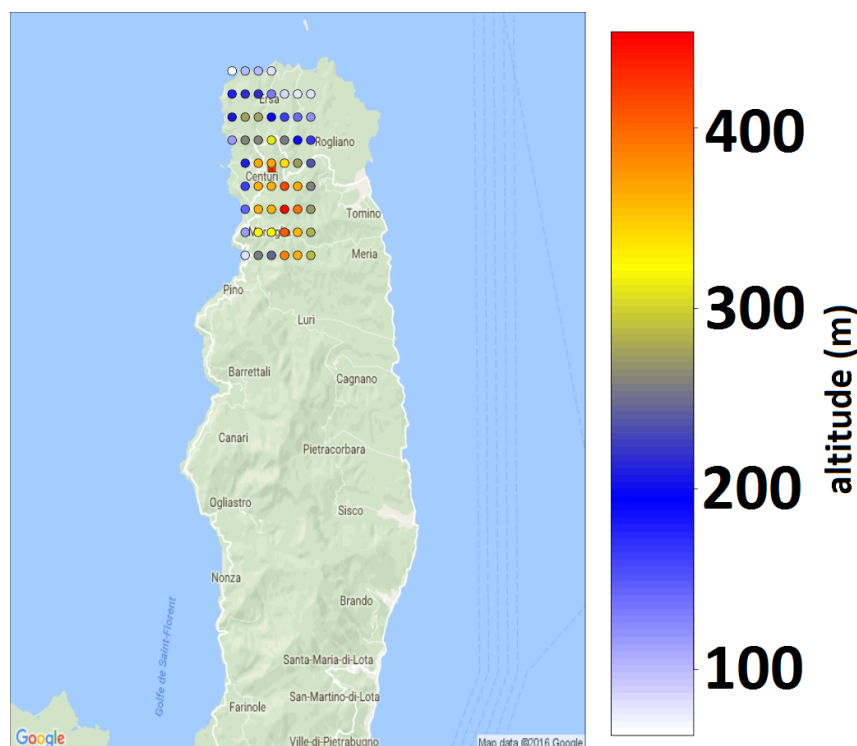 Ersa
Rogliano
Centuri
Tomino
Meria
Pino
Luri
Barrettali
Cagnano
Canari
Pietracorbara
Ogliastro
Sisco
Nonza
Brando
Golfe de Saint-Florent
Santa-Maria-di-Lota
San-Martino-di-Lota
Farinole
Ville-di-Pietrabugno
Google
Map data ©2016 Google
400
300
200
100
altitude (m)